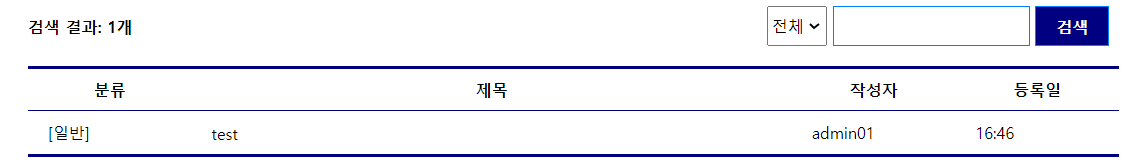 검색 결과: 1개 전체 검색
분류 제목 작성자 등록일
[일반] test admin01 16:46